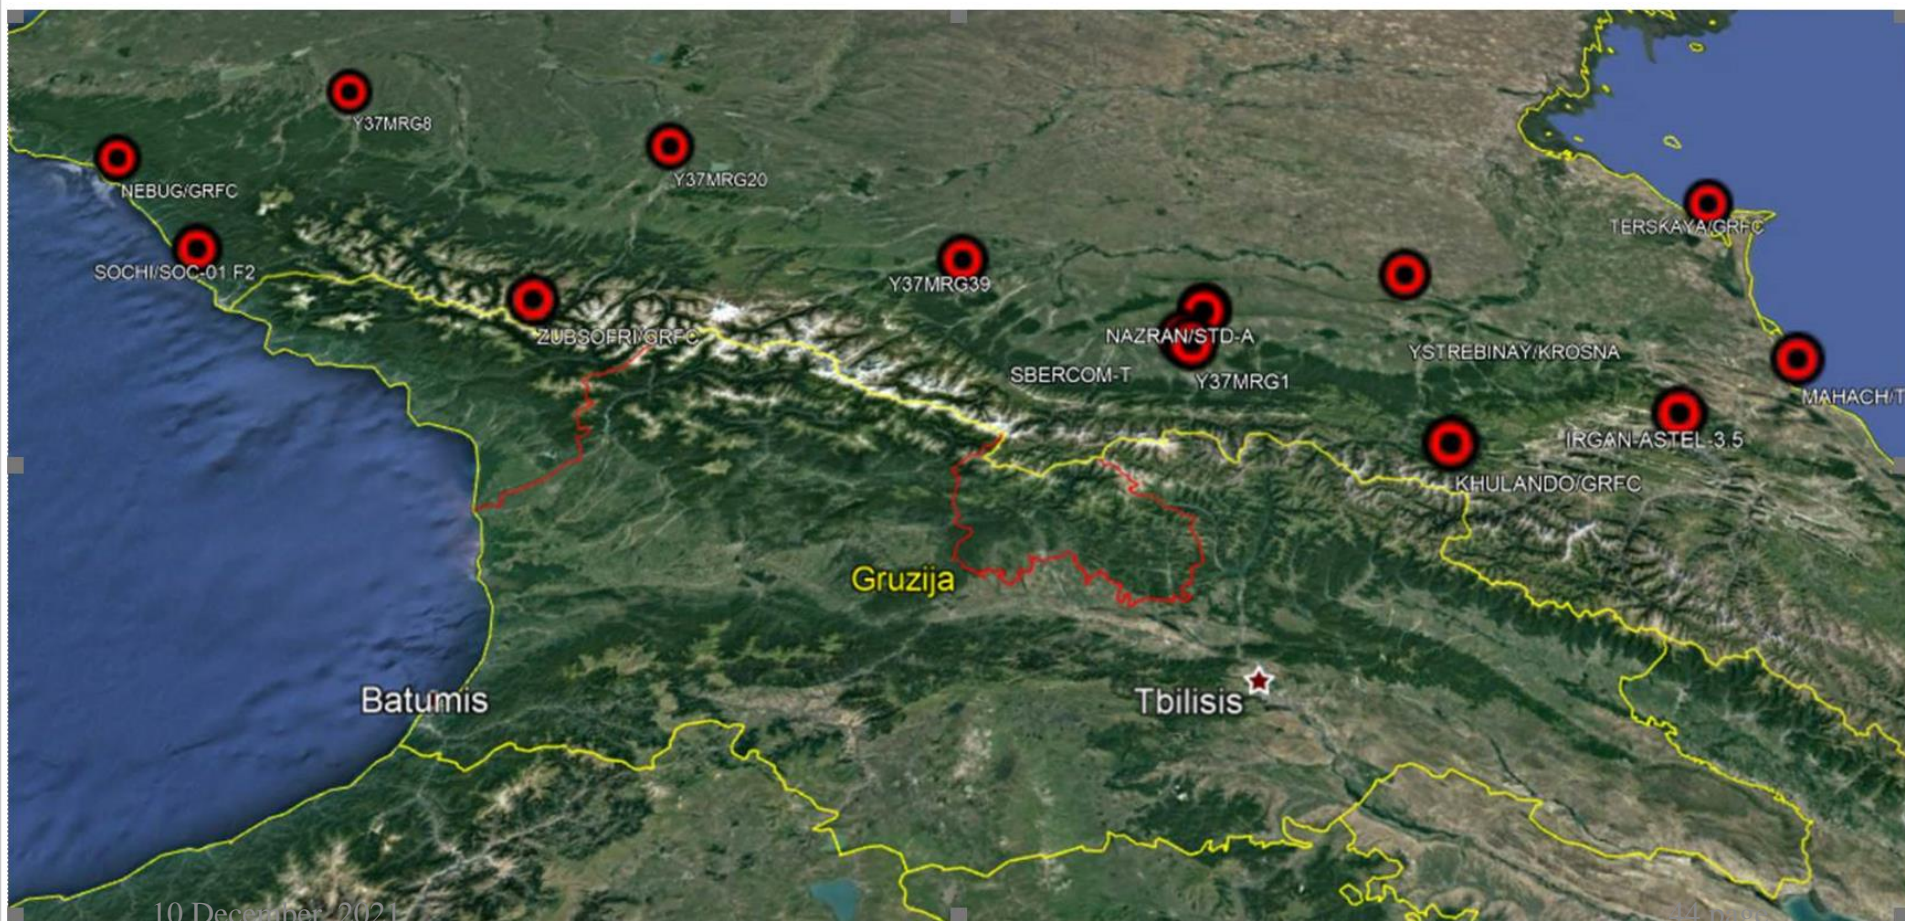 Y37MRG8
Y37MRG20
NEBUG/GRFC
TERSKAYA/GRFC
SOCHI/SOC-01 F2
Y37MRG39
ZUBSOFRI/GRFC
NAZRAN/STD-A
YSTREBINAY/KROSNA
SBERCOM-T
Y37MRG1
MAHACH/T
IRGAN-ASTEL-3.5
KHULANDO/GRFC
Gruzija
Batumis
Tbilisis
10 December, 2021